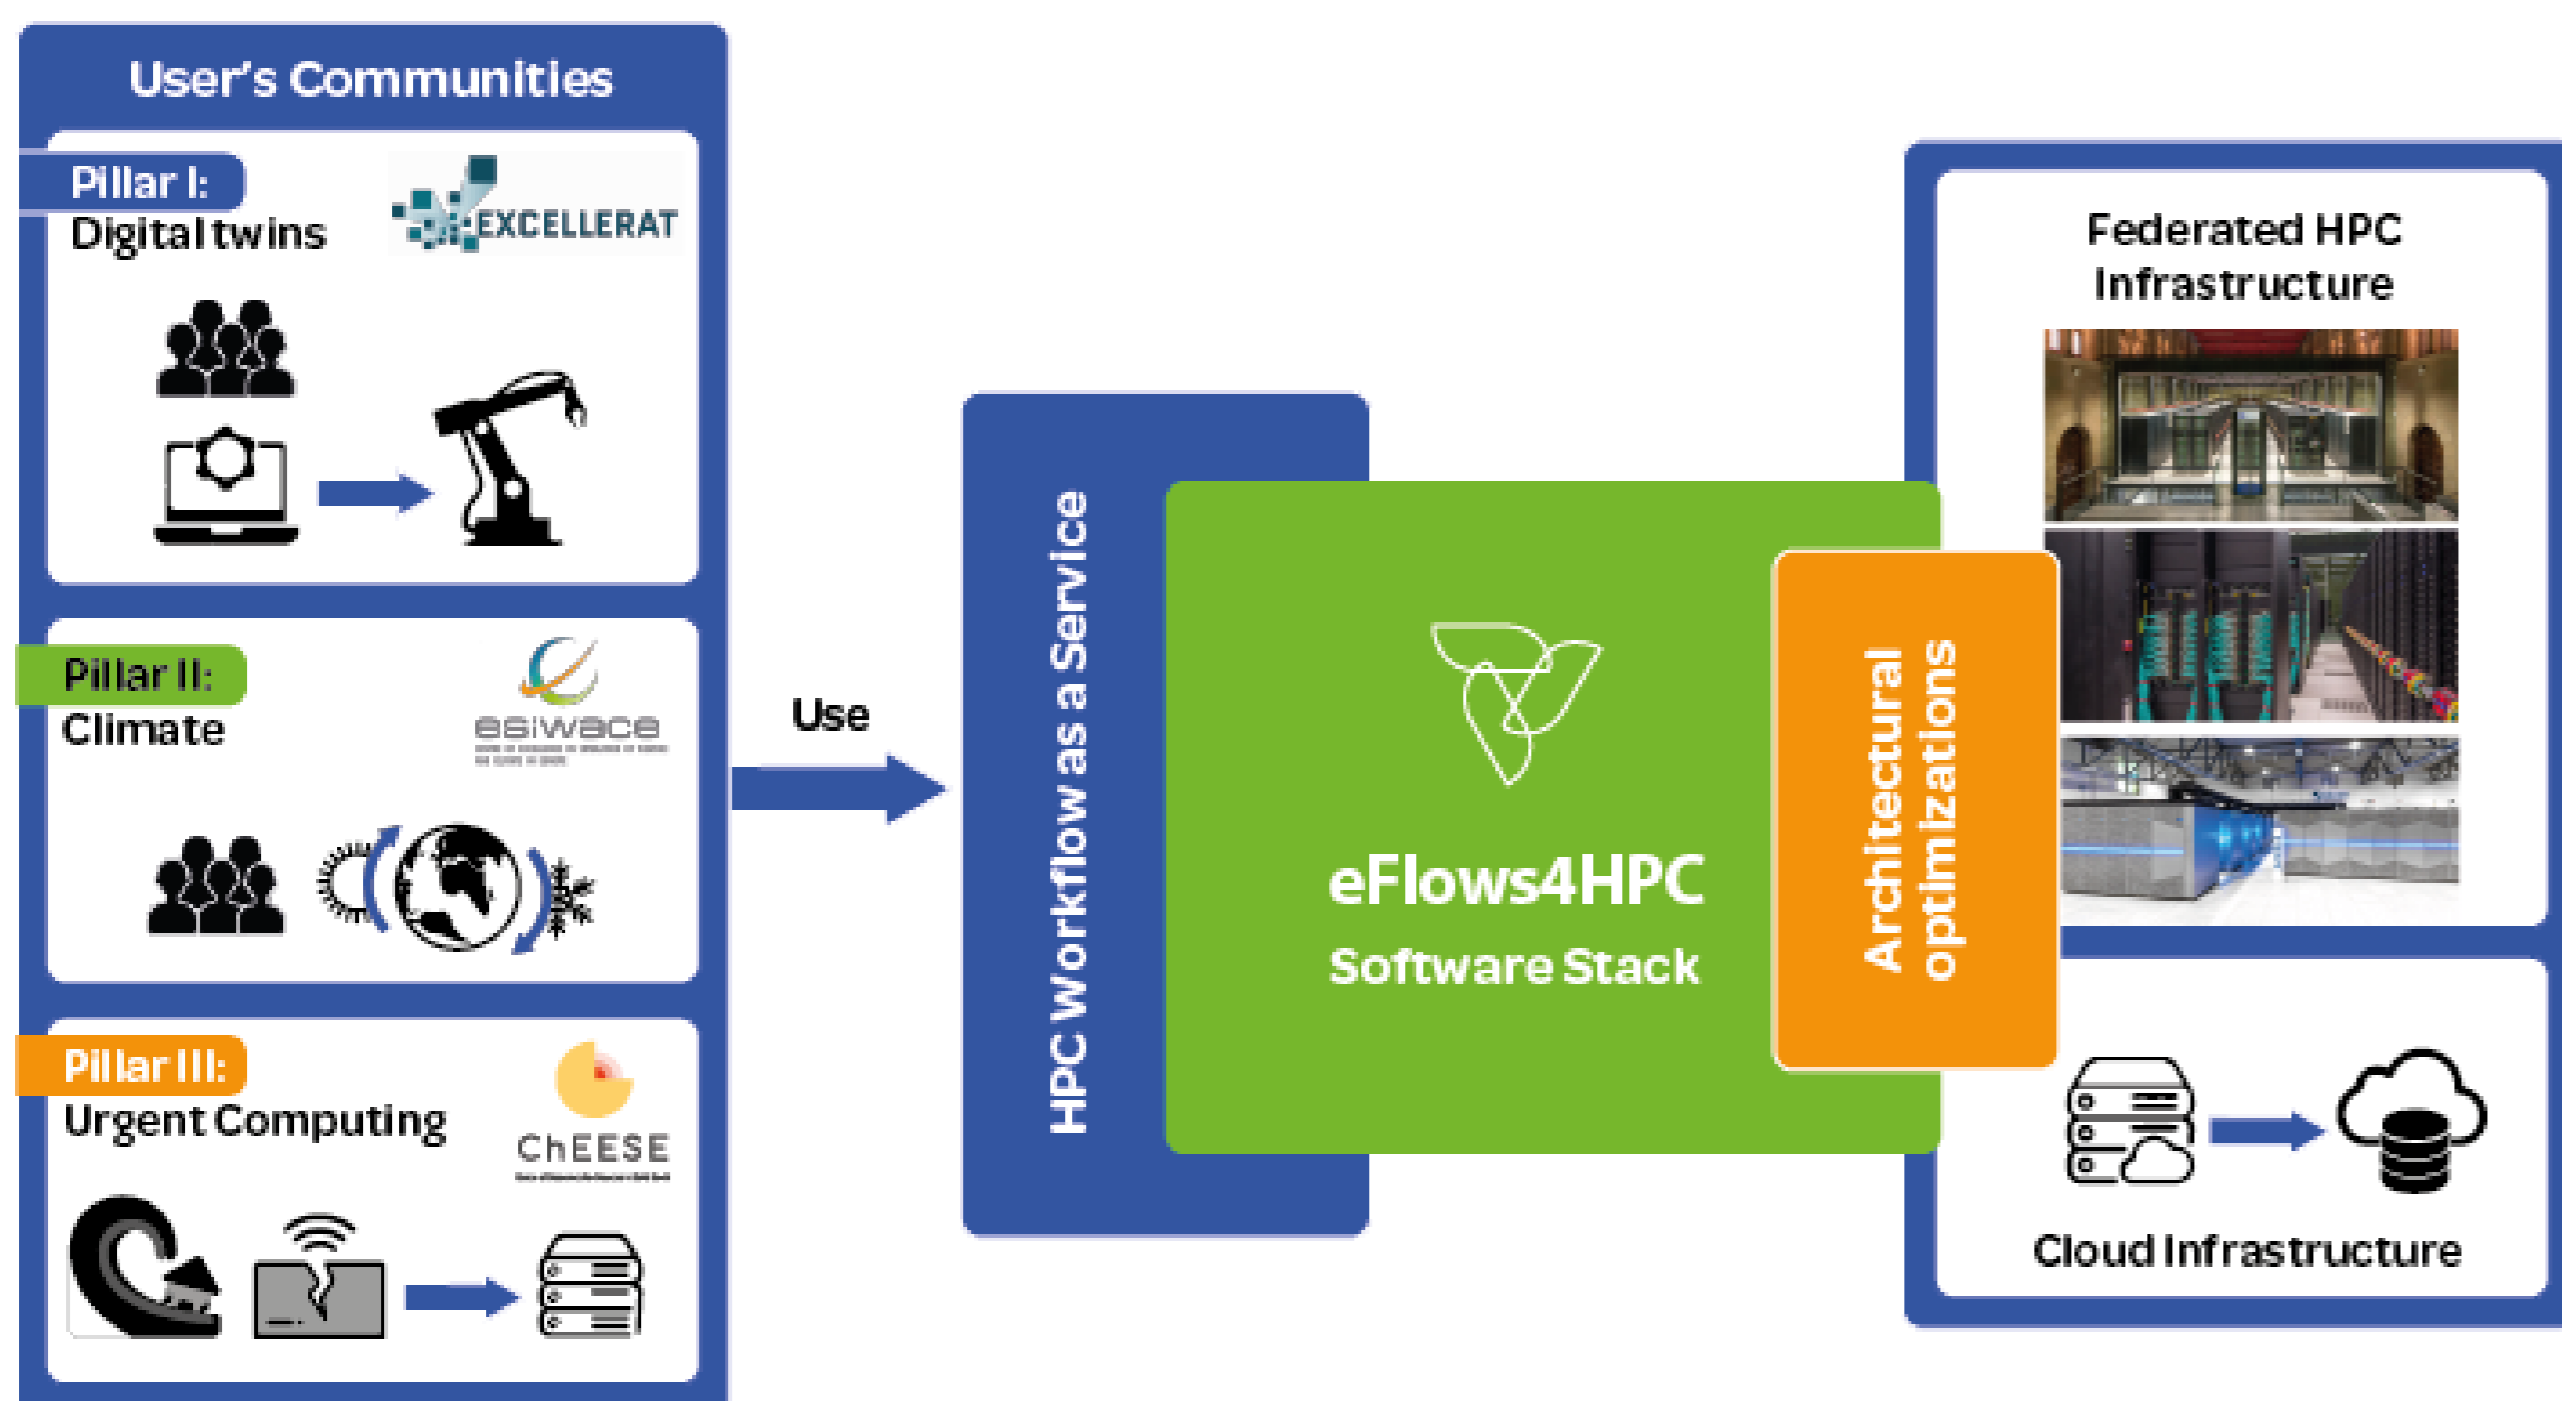 User's Communities
Pillar I:
Digital twins
EXCELLERAT
Pillar II:
Climate
esiwace
Pillar III:
Urgent Computing
ChEESE
Use
HPC Workflow as a Service
eFlows4HPC
Software Stack
Architectural
optimizations
Federated HPC
Infrastructure
Cloud Infrastructure